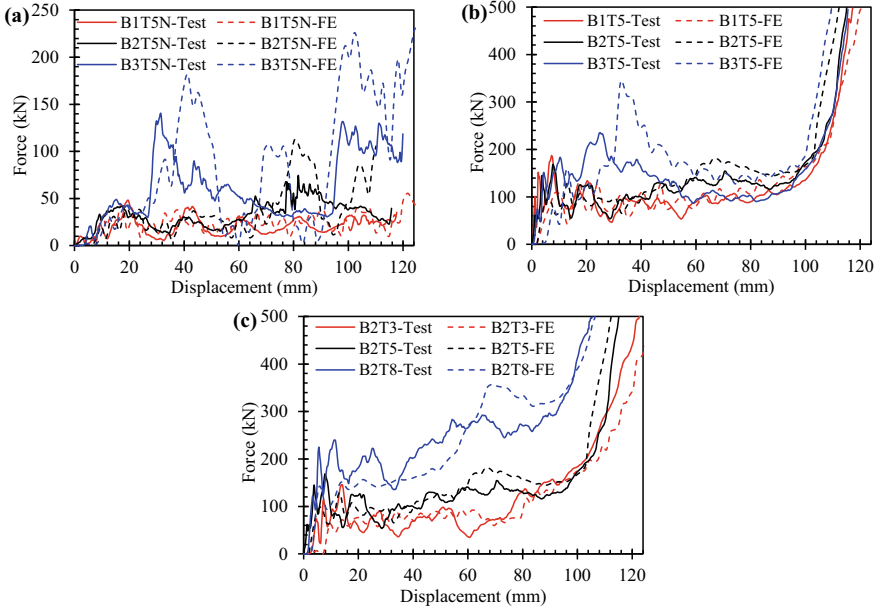 (a)
B1T5N-Test B1T5N-FE
B2T5N-Test B2T5N-FE
B3T5N-Test B3T5N-FE
250
200
150
100
50
0
Force (kN)
0 20 40 60 80 100 120
Displacement (mm)
(b)
B1T5-Test B1T5-FE
B2T5-Test B2T5-FE
B3T5-Test B3T5-FE
500
400
300
200
100
0
Force (kN)
0 20 40 60 80 100 120
Displacement (mm)
(c)
B2T3-Test B2T3-FE
B2T5-Test B2T5-FE
B2T8-Test B2T8-FE
500
400
300
200
100
0
Force (kN)
0 20 40 60 80 100 120
Displacement (mm)